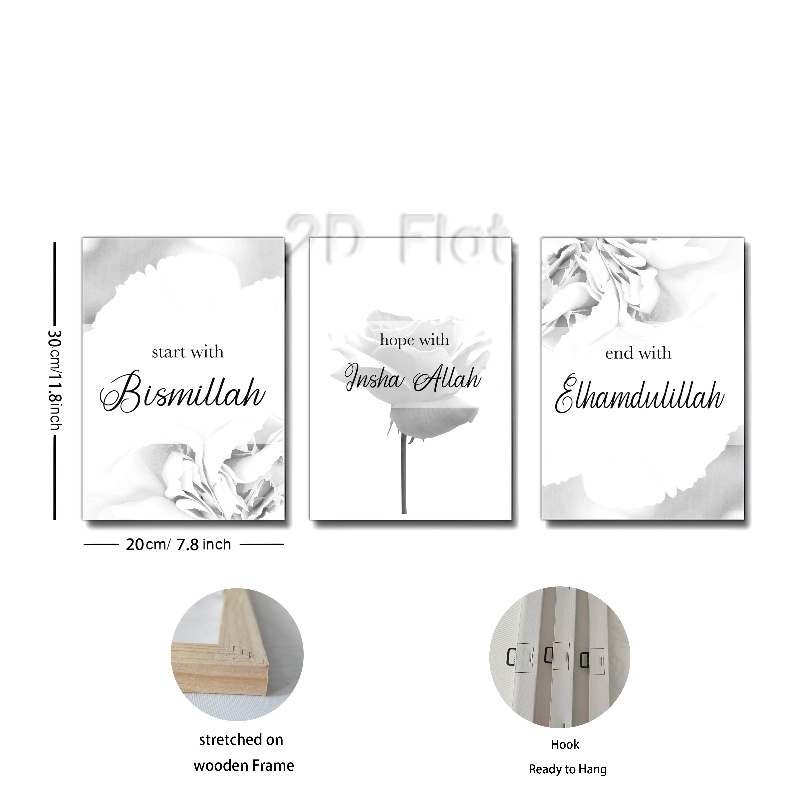 2D Flat
start with
Bismillah
hope with
Insha Allah
end with
Elhamdulillah
30cm/11.8inch
20cm/ 7.8 inch
stretched on
wooden Frame
Hook
Ready to Hang